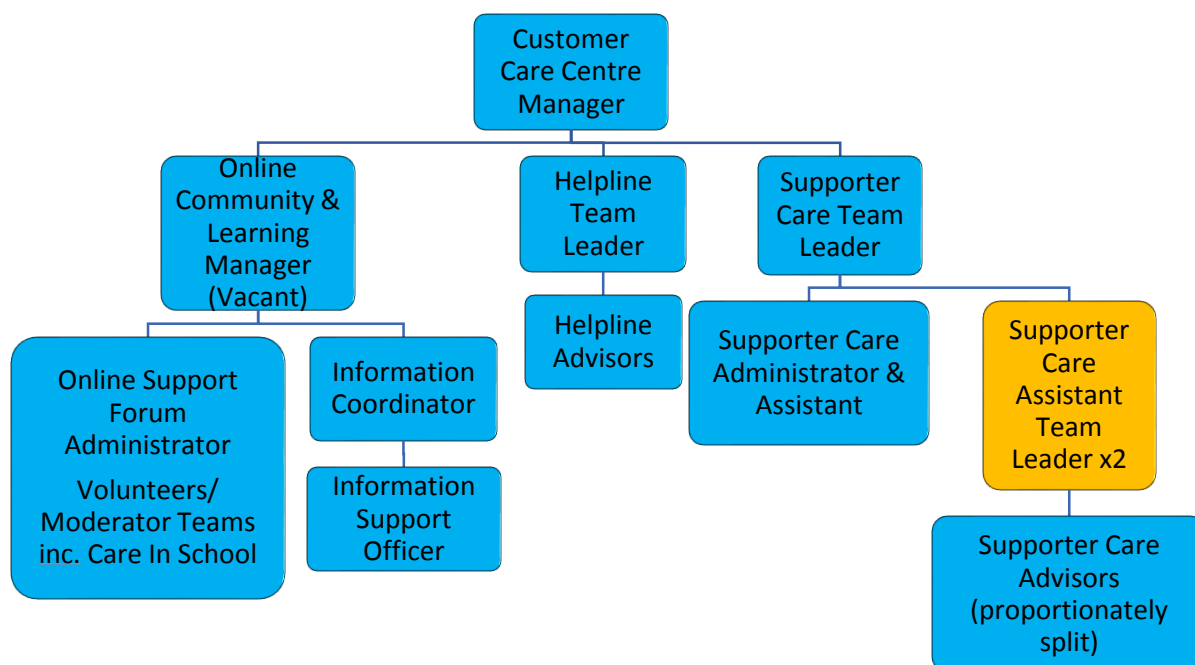 Customer
Care Centre
Manager
Online
Community &
Learning
Manager
(Vacant)
Helpline
Team
Leader
Supporter
Care Team
Leader
Online Support
Forum
Administrator
Volunteers/
Moderator Teams
inc. Care In School
Information
Coordinator
Information
Support
Officer
Helpline
Advisors
Supporter Care
Administrator &
Assistant
Supporter
Care
Assistant
Team
Leader x2
Supporter Care
Advisors
(proportionately
split)